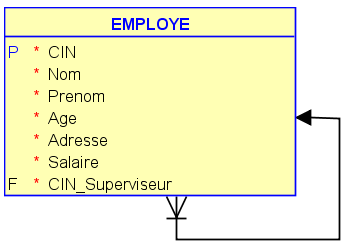 EMPLOYE
P * CIN
* Nom
* Prenom
* Age
* Adresse
* Salaire
F * CIN_Superviseur